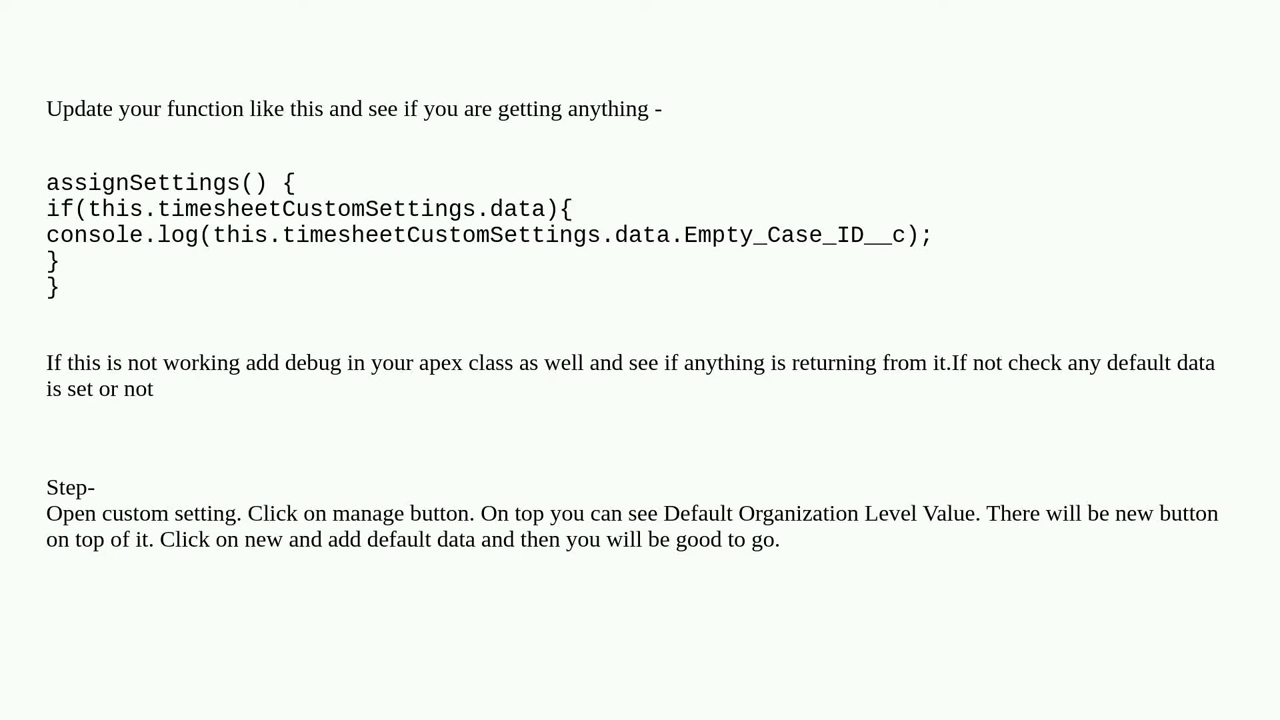 Update your function like this and see if you are getting anything -
assignSettings() {
if(this.timesheetCustomSettings.data){
console.log(this.timesheetCustomSettings.data.Empty_Case_ID__c);
}
}
If this is not working add debug in your apex class as well and see if anything is returning from it.If not check any default data
is set or not
Step-
Open custom setting. Click on manage button. On top you can see Default Organization Level Value. There will be new button
on top of it. Click on new and add default data and then you will be good to go.